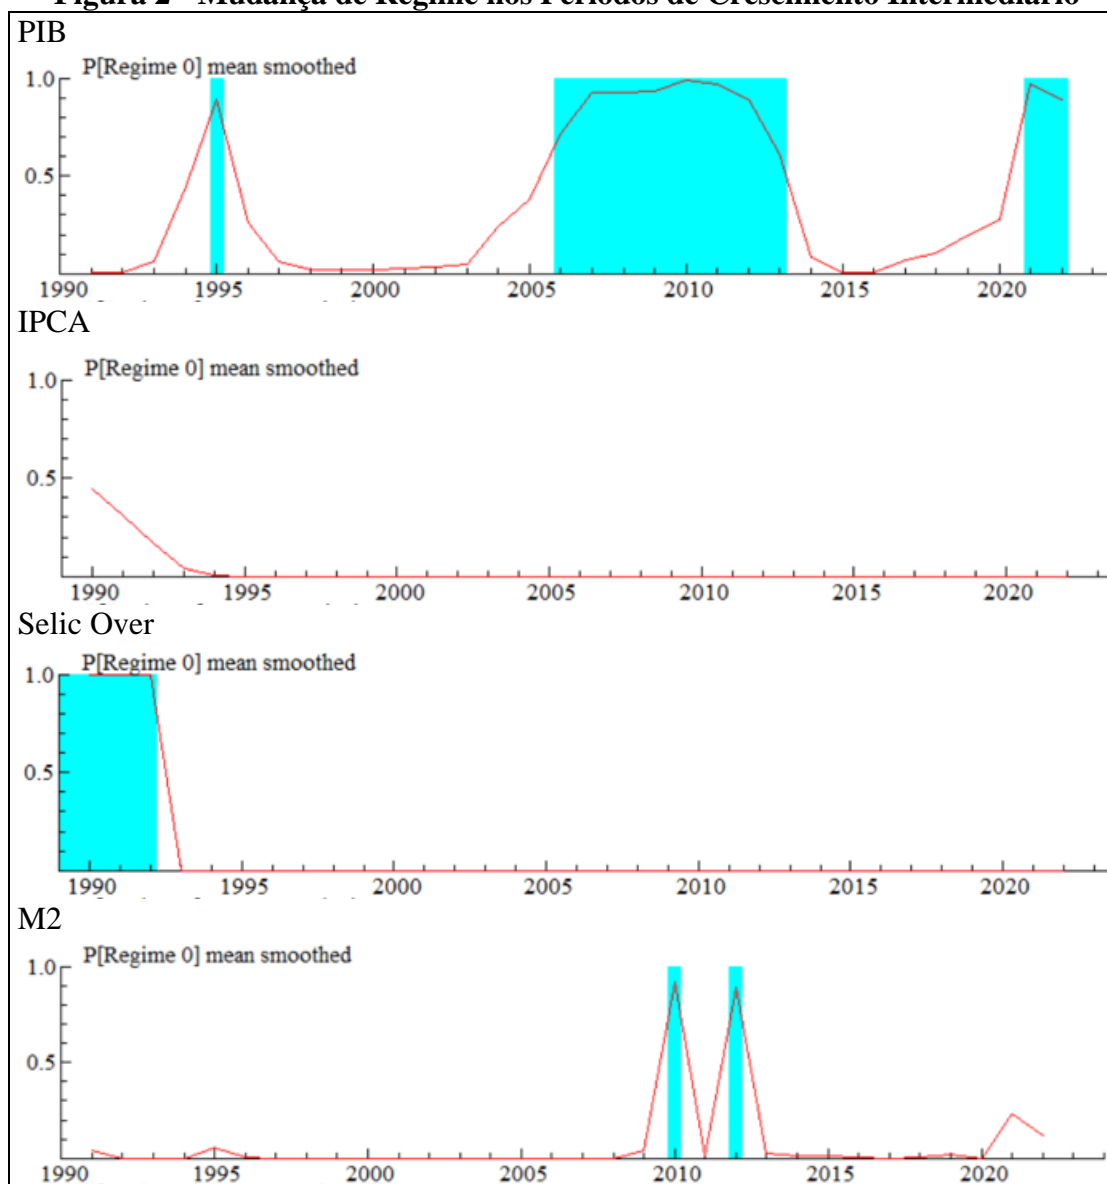 Figura 2 - Mudança de Regime nos Períodos de Crescimento Intermediário
PIB
P[Regime 0] mean smoothed
1.0
0.5
1990 1995 2000 2005 2010 2015 2020
IPCA
P[Regime 0] mean smoothed
1.0
0.5
1990 1995 2000 2005 2010 2015 2020
Selic Over
P[Regime 0] mean smoothed
1.0
0.5
1990 1995 2000 2005 2010 2015 2020
M2
P[Regime 0] mean smoothed
1.0
0.5
1990 1995 2000 2005 2010 2015 2020